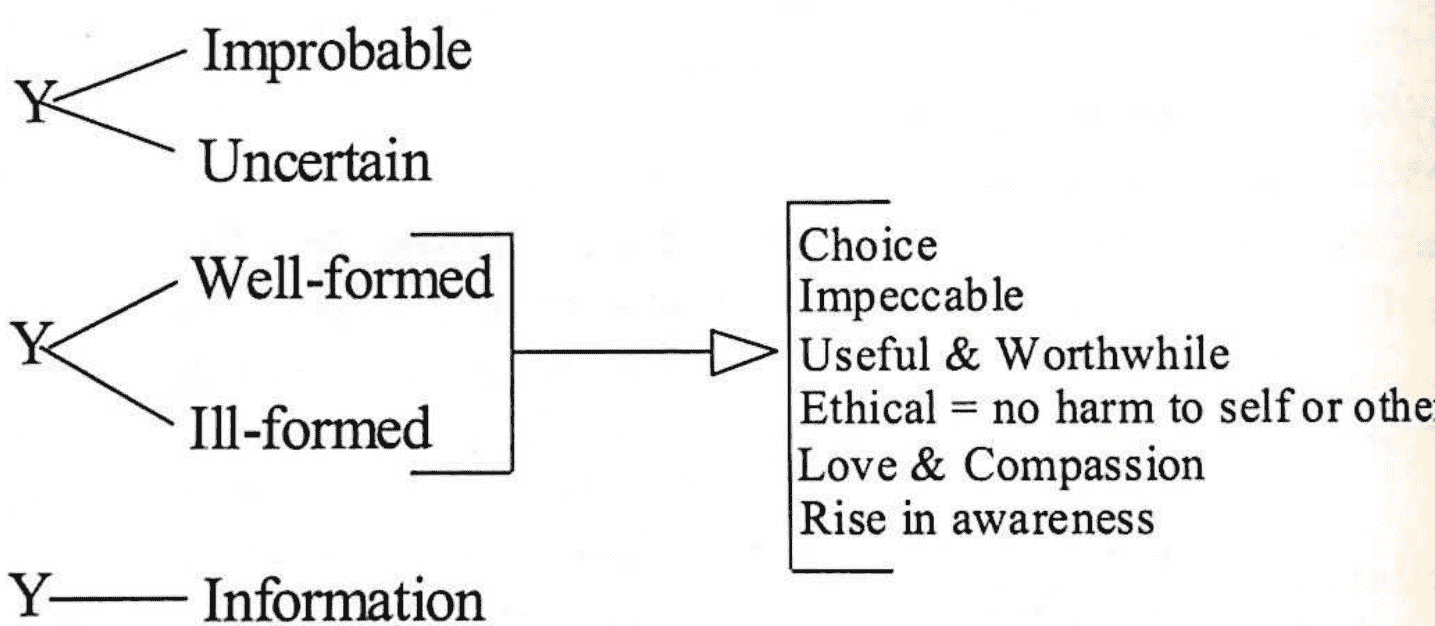 Y Improbable
Uncertain
Y Well-formed
Ill-formed
Choice
Impeccable
Useful & Worthwhile
Ethical = no harm to self or
Love & Compassion
Rise in awareness
Y Information